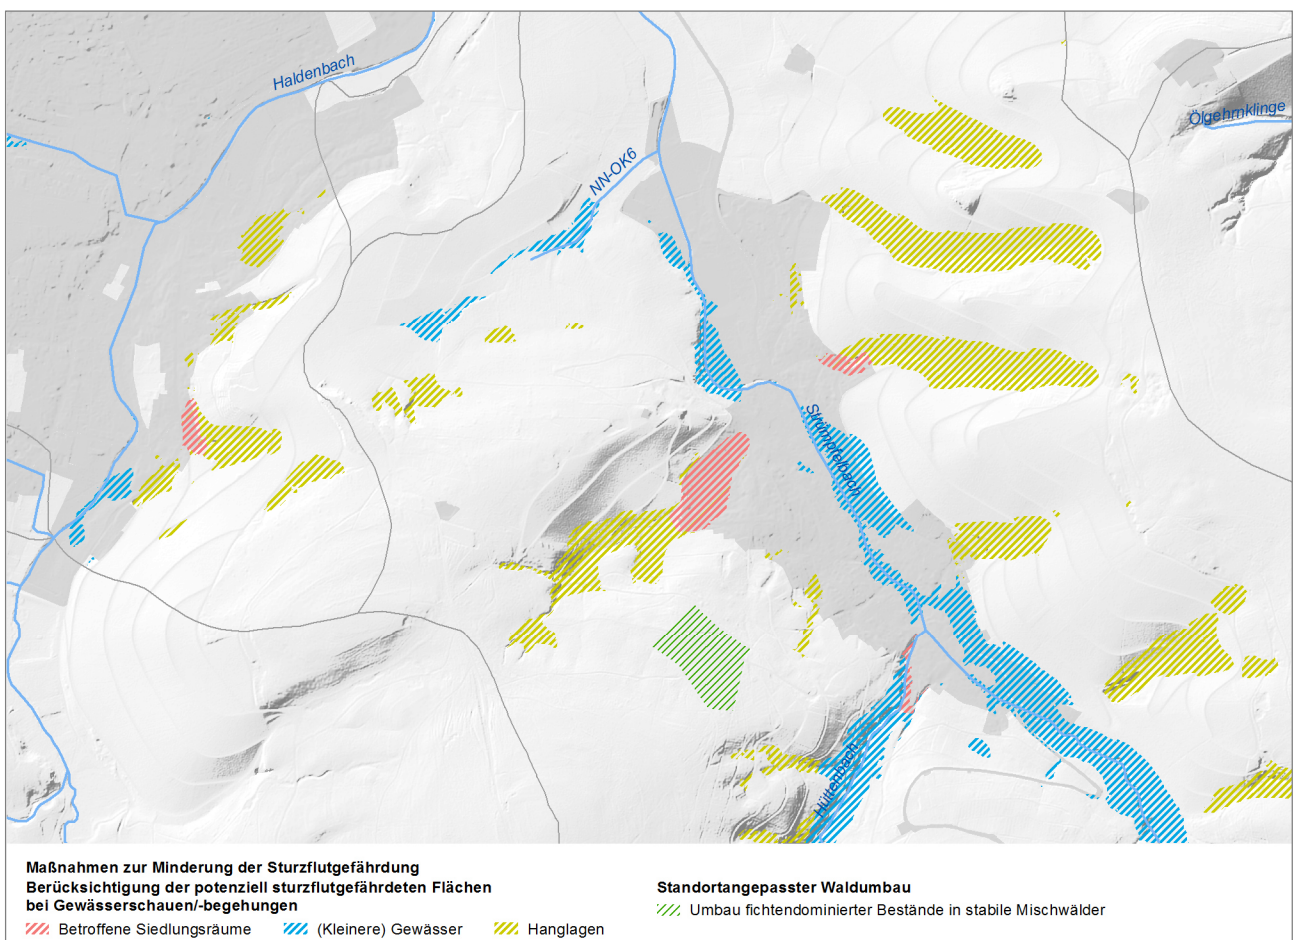 Haldenbach
Ölgehrnklinge
NN-OK6
Strümpfelbach
Hüttenbach
Maßnahmen zur Minderung der Sturzflutgefährdung
Berücksichtigung der potenziell sturzflutgefährdeten Flächen
bei Gewässerschauen/-begehungen
Betroffene Siedlungsräume
(Kleinere) Gewässer
Hanglagen
Standortangepasster Waldumbau
Umbau fichtendominierter Bestände in stabile Mischwälder